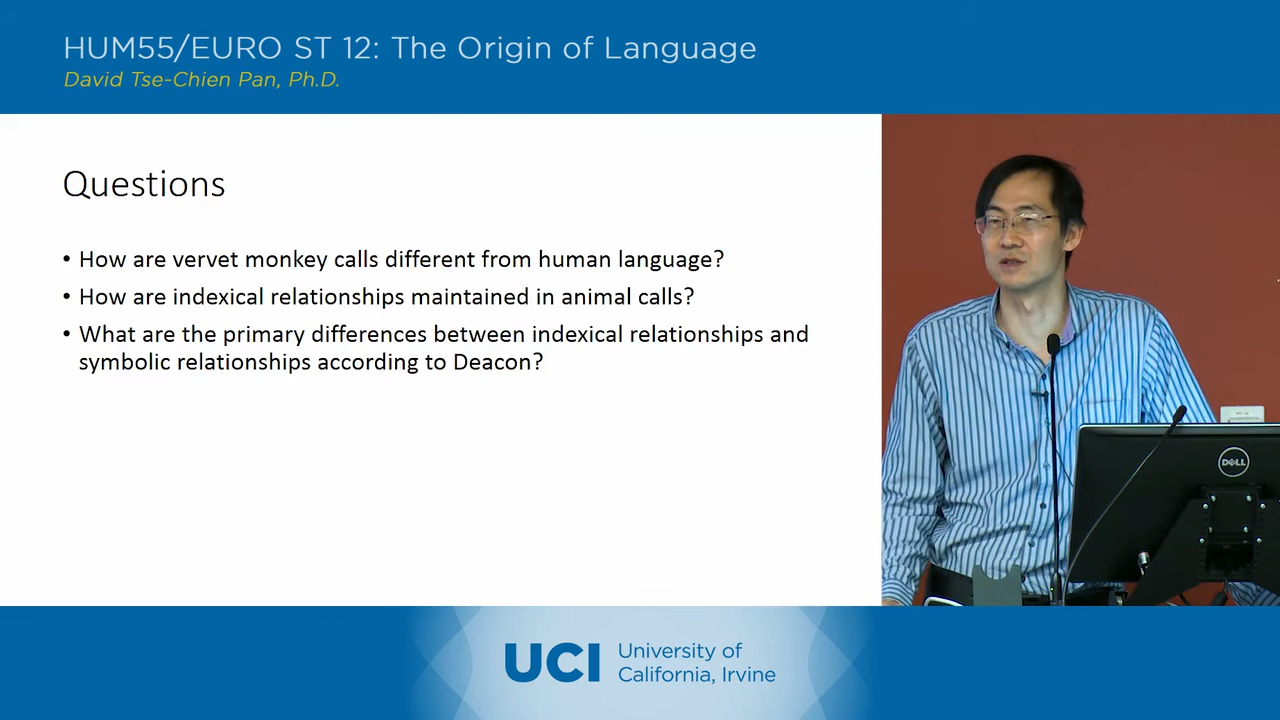 HUM55/EURO ST 12: The Origin of Language
David Tse-Chien Pan, Ph.D.
Questions
• How are vervet monkey calls different from human language?
• How are indexical relationships maintained in animal calls?
• What are the primary differences between indexical relationships and
symbolic relationships according to Deacon?
DELL
UCI University of
California, Irvine